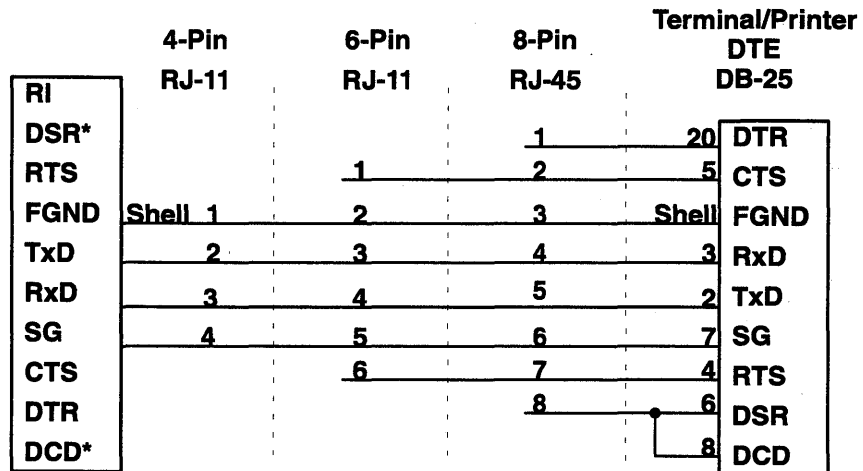 Terminal/Printer
4-Pin 6-Pin 8-Pin DTE
RJ-11 RJ-11 RJ-45 DB-25
RI
DSR* 1 20 DTR
RTS 1 2 5 CTS
FGND Shell 1 2 3 Shell FGND
TxD 2 3 4 3 RxD
RxD 3 4 5 2 TxD
SG 4 5 6 7 SG
CTS 6 7 4 RTS
DTR 8 6 DSR
DCD* 8 DCD